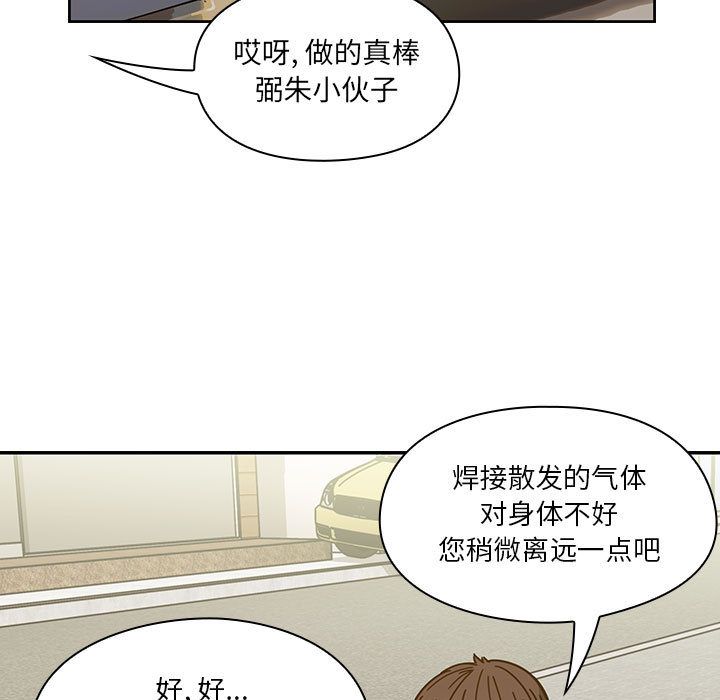 哎呀, 做的真棒
弼朱小伙子
焊接散发的气体
对身体不好
您稍微离远一点吧
好, 好...